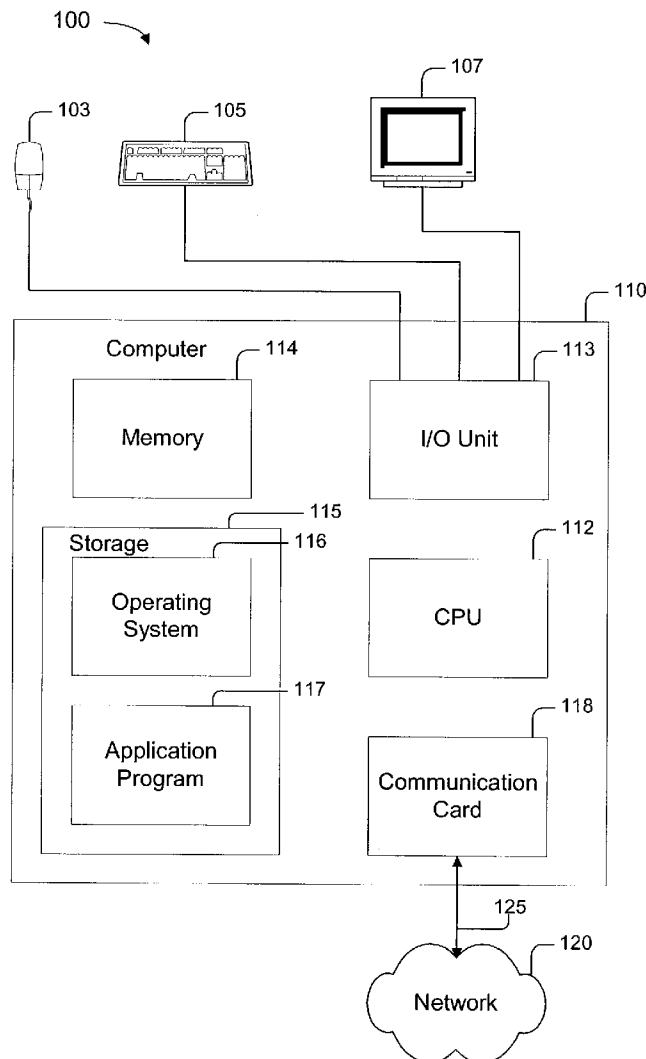 100
107
103
105
110
Computer
114
113
Memory
I/O Unit
115
Storage
116
112
Operating
System
CPU
117
118
Application
Program
Communication
Card
125
120
Network